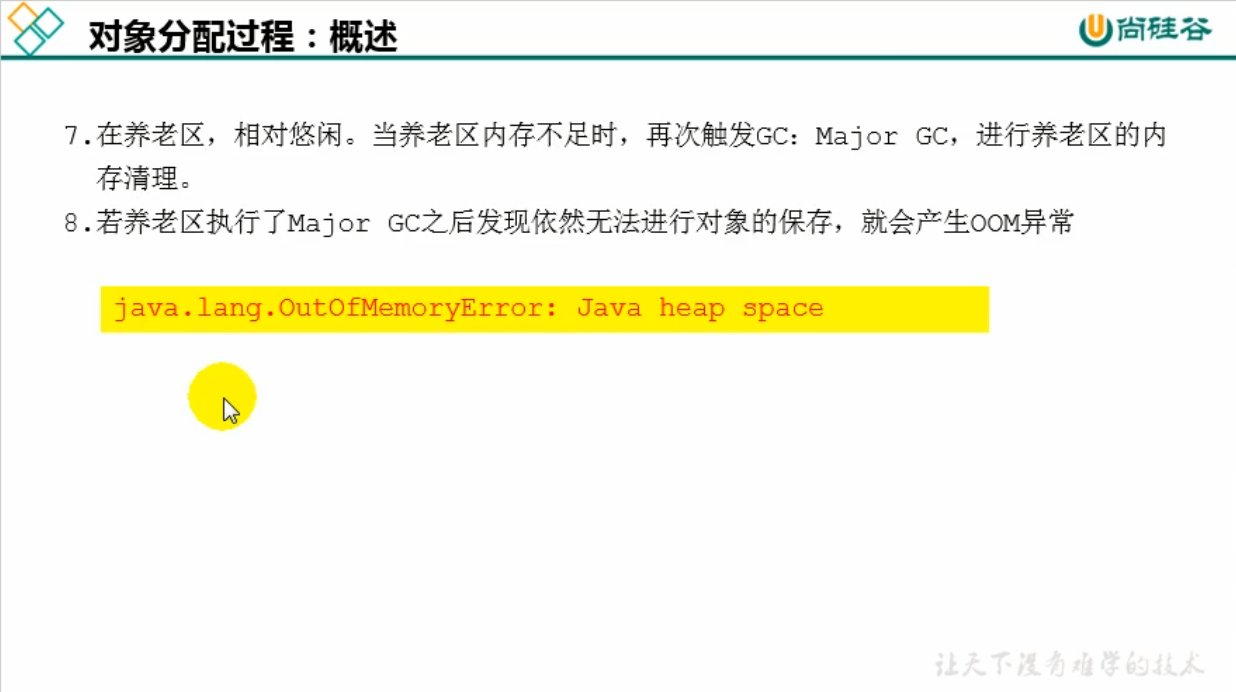 对象分配过程：概述
尚硅谷
7.在养老区，相对悠闲。当养老区内存不足时，再次触发GC：Major GC，进行养老区的内
存清理。
8.若养老区执行了Major GC之后发现依然无法进行对象的保存，就会产生OOM异常
java.lang.OutOfMemoryError: Java heap space
让天下没有难学的技术